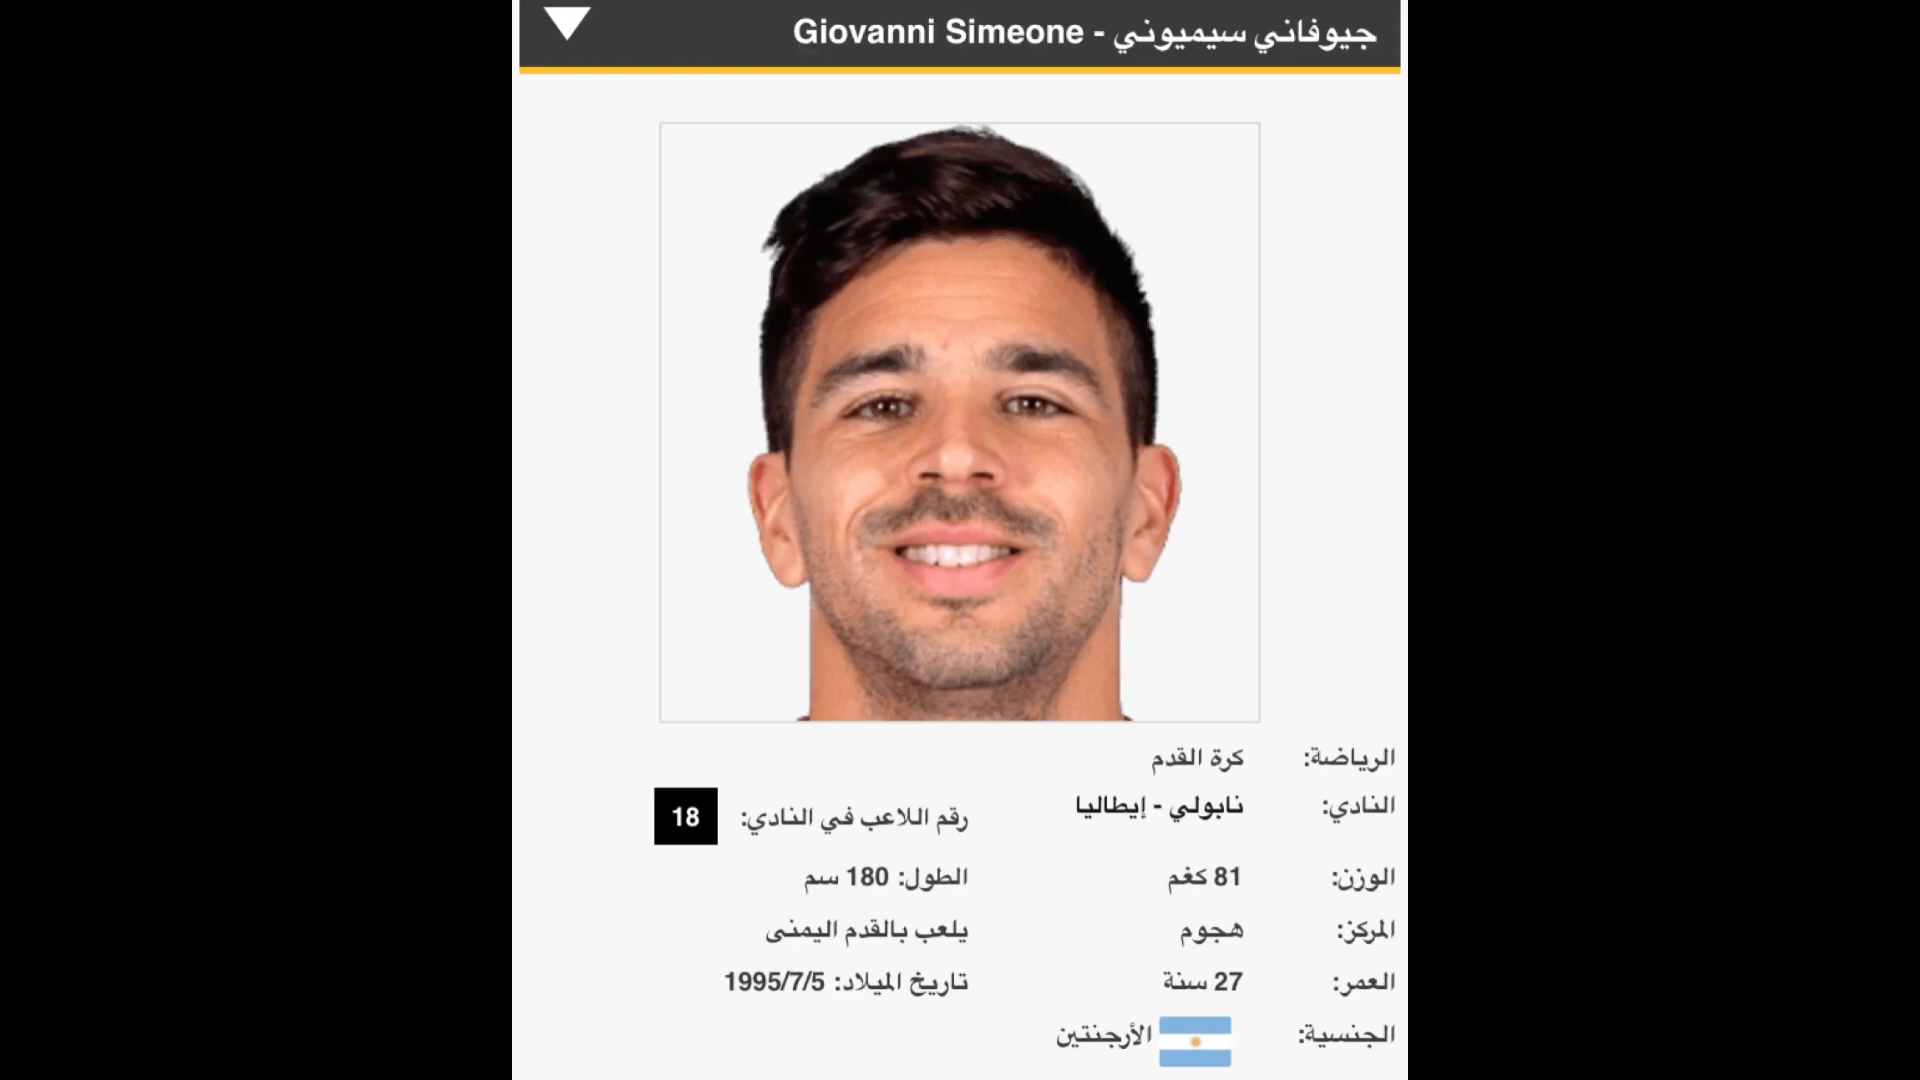 جيوفاني سيميوني - Giovanni Simeone
الرياضة: كرة القدم
النادي: نابولي - إيطاليا رقم اللاعب في النادي: 18
الوزن: 81 كغم الطول: 180 سم
المركز: هجوم يلعب بالقدم اليمنى
العمر: 27 سنة تاريخ الميلاد: 1995/7/5
الجنسية: الأرجنتين